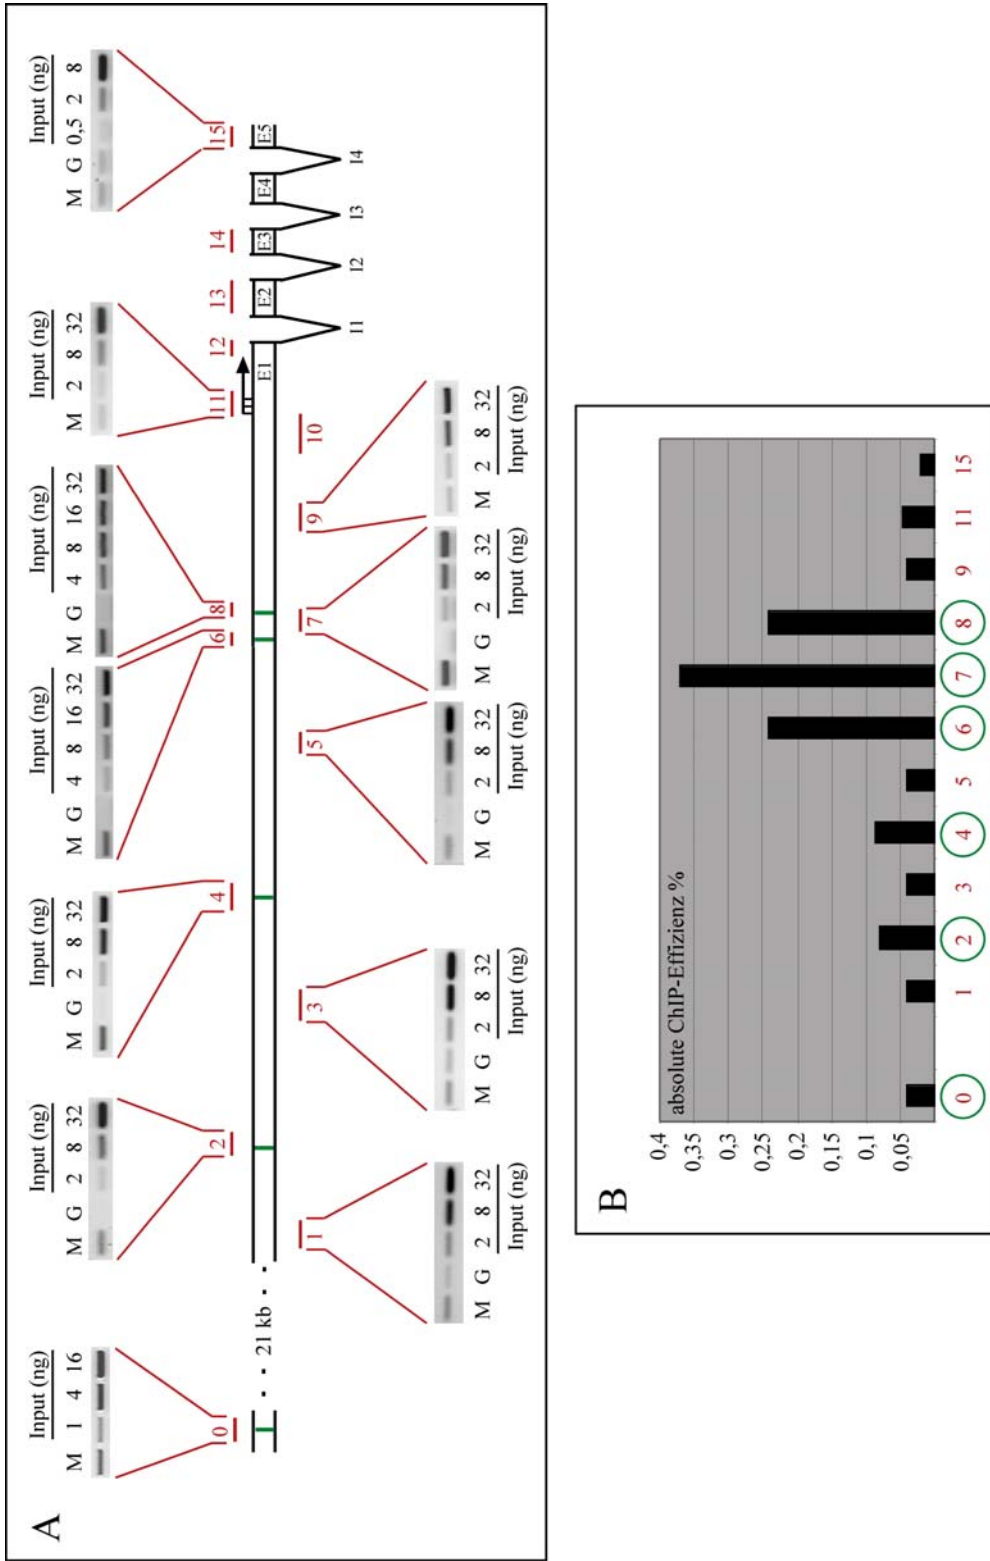 A
Input (ng) Input (ng) Input (ng) Input (ng) Input (ng) Input (ng) Input (ng)
M 1 4 16 M G 2 8 32 M G 2 8 32 M G 4 8 16 32 M G 4 8 16 32 M 2 8 32 M G 0,5 2 8
0 2 4 6 8 11 12 13 14 15
21 kb E1 E2 E3 E4 E5
1 3 5 7 9 10 I1 I2 I3 I4
M G 2 8 32 M G 2 8 32 M G 2 8 32 M G 2 8 32 M 2 8 32
Input (ng) Input (ng) Input (ng) Input (ng) Input (ng)
B
absolute ChIP-Effizienz %
0,4
0,35
0,3
0,25
0,2
0,15
0,1
0,05
0 1 2 3 4 5 6 7 8 9 11 15